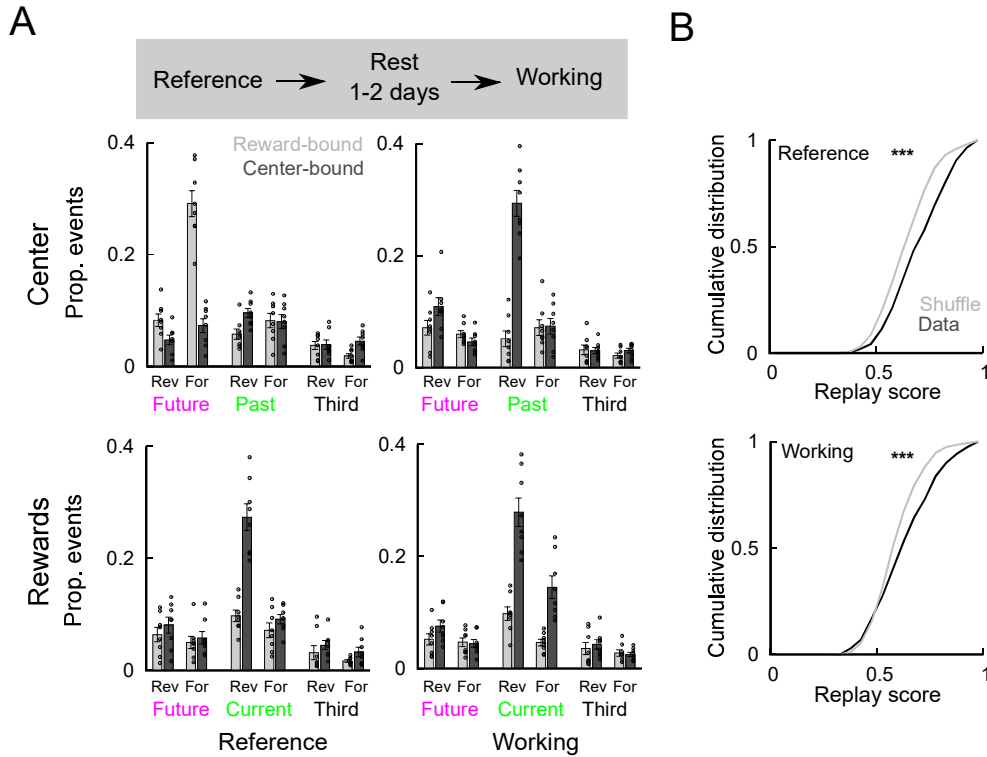 A
B
Reference
Rest
1-2 days
Working
Center
Prop. events
0.4
0.2
0
Reward-bound
Center-bound
Rev For Rev For Rev For
Future Past Third
0.4
0.2
0
Rev For Rev For Rev For
Future Past Third
Rewards
Prop. events
0.4
0.2
0
Rev For Rev For Rev For
Future Current Third
Reference
0.4
0.2
0
Rev For Rev For Rev For
Future Current Third
Working
Cumulative distribution
1
0.5
0
Reference ***
Shuffle
Data
0 0.5 1
Replay score
Cumulative distribution
1
0.5
0
Working ***
0 0.5 1
Replay score